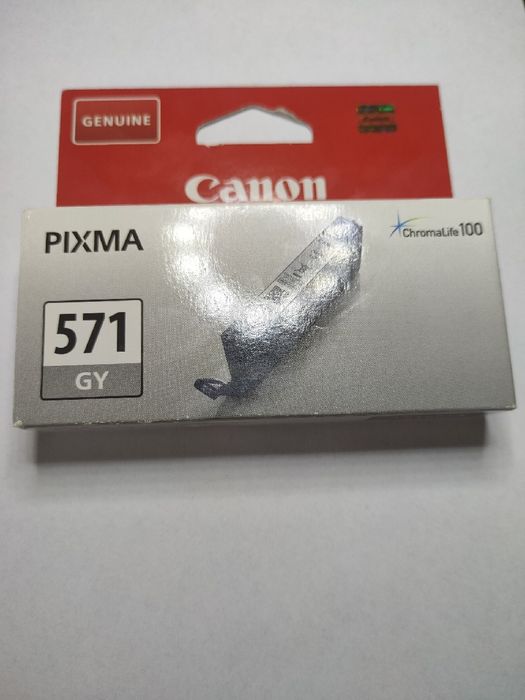 GENUINE
Canon
PIXMA
ChromaLife100
571
GY